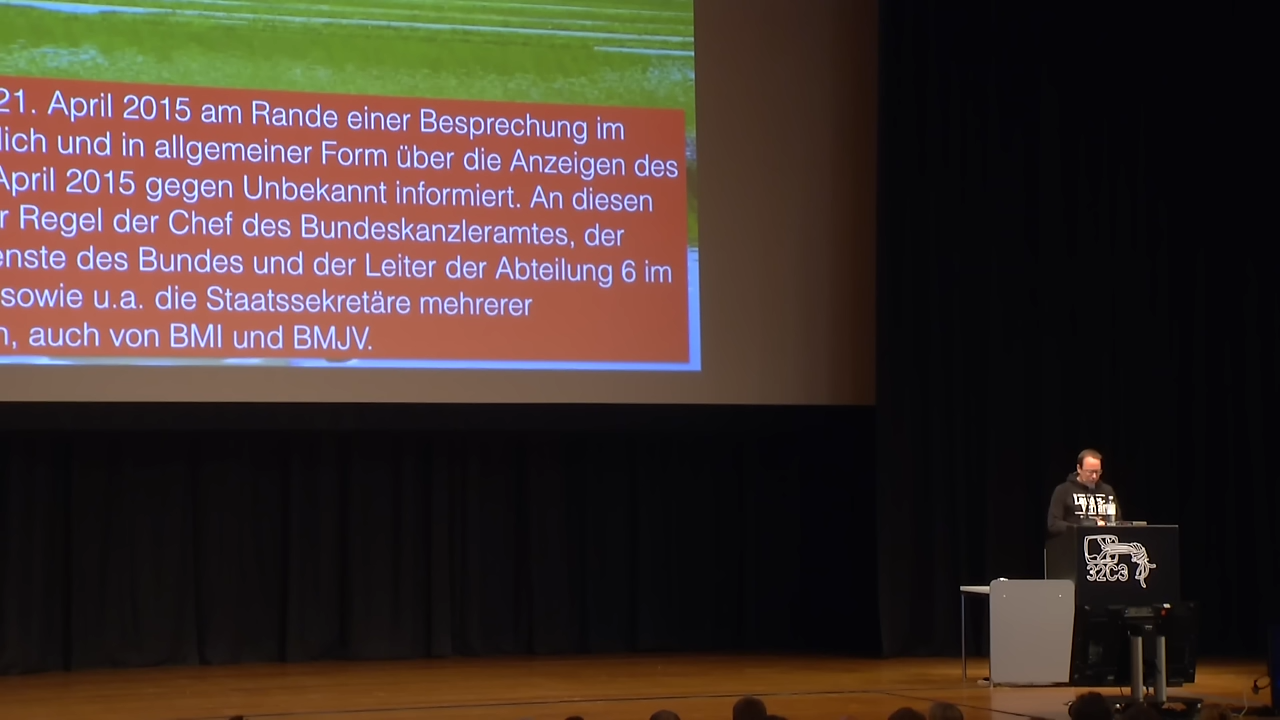 21. April 2015 am Rande einer Besprechung im
lich und in allgemeiner Form über die Anzeigen des
April 2015 gegen Unbekannt informiert. An diesen
r Regel der Chef des Bundeskanzleramtes, der
enste des Bundes und der Leiter der Abteilung 6 im
sowie u.a. die Staatssekretäre mehrerer
n, auch von BMI und BMJV.
32C3